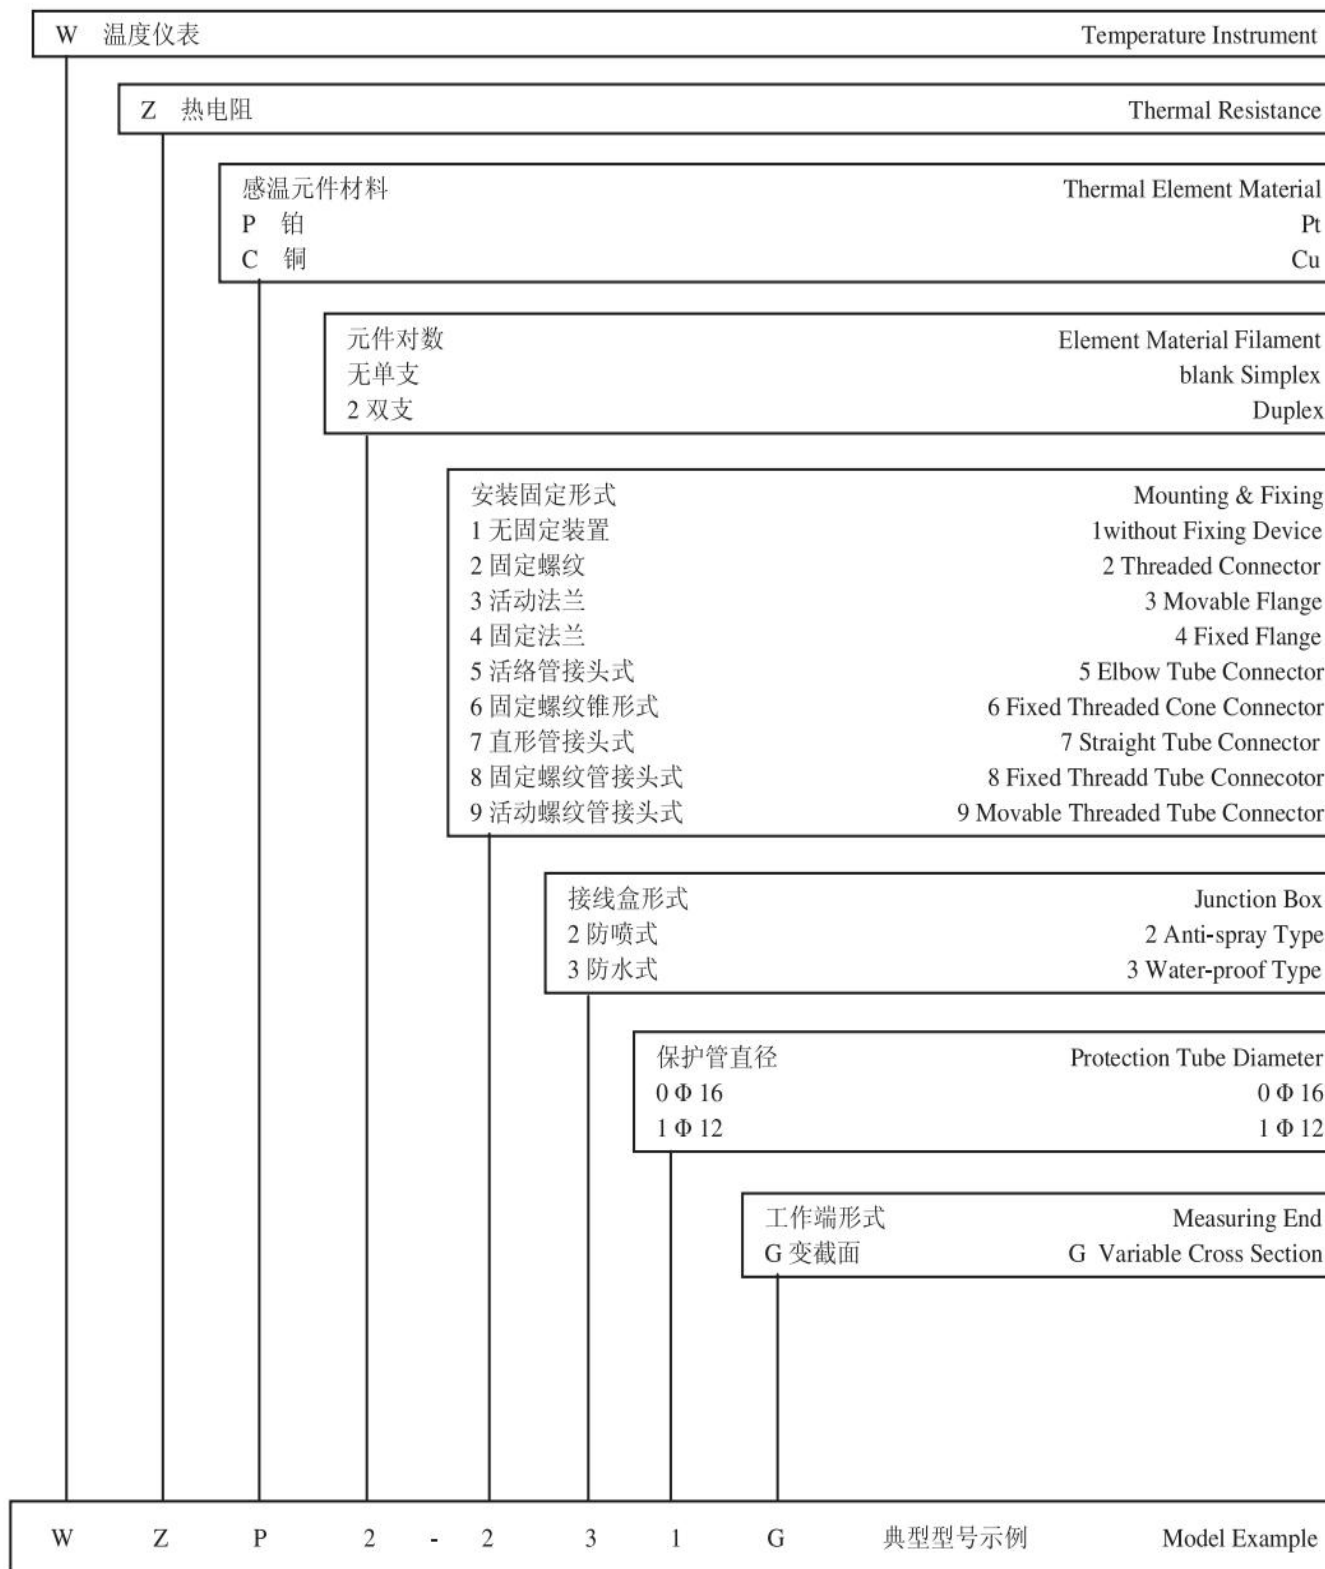 W 温度仪表 Temperature Instrument
Z 热电阻 Thermal Resistance
感温元件材料 Thermal Element Material
P 铂 Pt
C 铜 Cu
元件对数 Element Material Filament
无单支 blank Simplex
2 双支 Duplex
安装固定形式 Mounting & Fixing
1 无固定装置 1without Fixing Device
2 固定螺纹 2 Threaded Connector
3 活动法兰 3 Movable Flange
4 固定法兰 4 Fixed Flange
5 活络管接头式 5 Elbow Tube Connector
6 固定螺纹锥形式 6 Fixed Threaded Cone Connector
7 直形管接头式 7 Straight Tube Connector
8 固定螺纹管接头式 8 Fixed Threadd Tube Connecotor
9 活动螺纹管接头式 9 Movable Threaded Tube Connector
接线盒形式 Junction Box
2 防喷式 2 Anti-spray Type
3 防水式 3 Water-proof Type
保护管直径 Protection Tube Diameter
0 Φ 16 0 Φ 16
1 Φ 12 1 Φ 12
工作端形式 Measuring End
G 变截面 G Variable Cross Section
W Z P 2 - 2 3 1 G 典型型号示例 Model Example